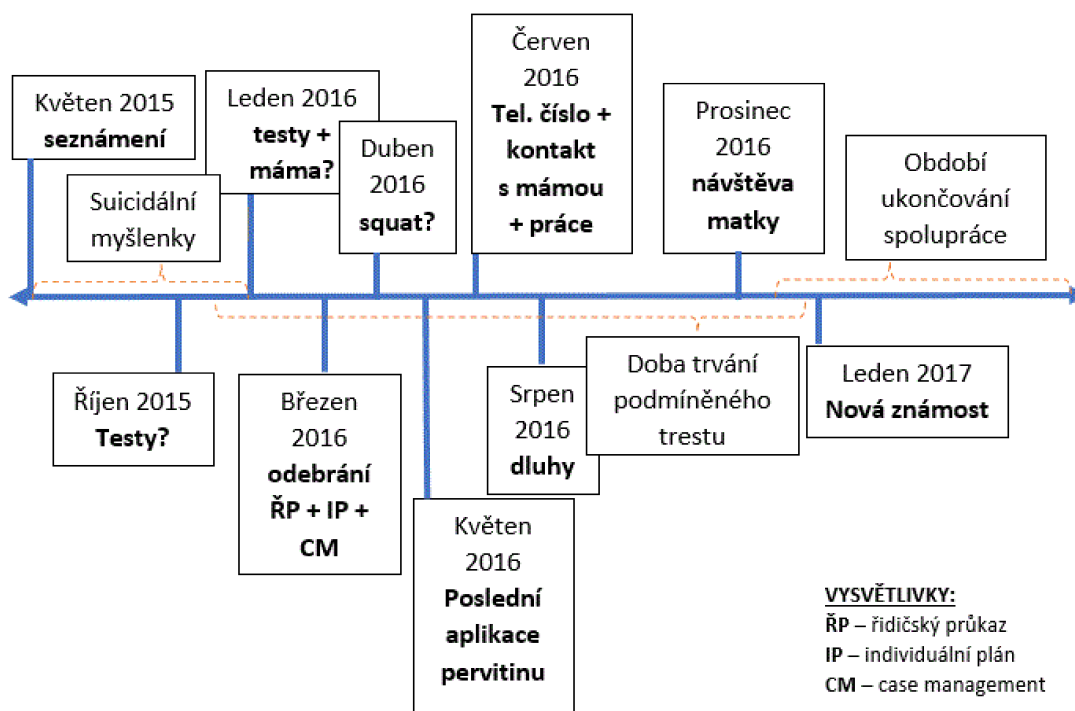 Květen 2015
seznámení
Suicidální
myšlenky
Leden 2016
testy +
máma?
Duben
2016
squat?
Červen
2016
Tel. číslo +
kontakt
s mámou
+ práce
Prosinec
2016
návštěva
matky
Období
ukončování
spolupráce
Říjen 2015
Testy?
Březen
2016
odebrání
ŘP + IP +
CM
Květen
2016
Poslední
aplikace
pervitinu
Srpen
2016
dluhy
Doba trvání
podmíněného
trestu
Leden 2017
Nová známost
VYSVĚTLIVKY:
ŘP – řidičský průkaz
IP – individuální plán
CM – case management